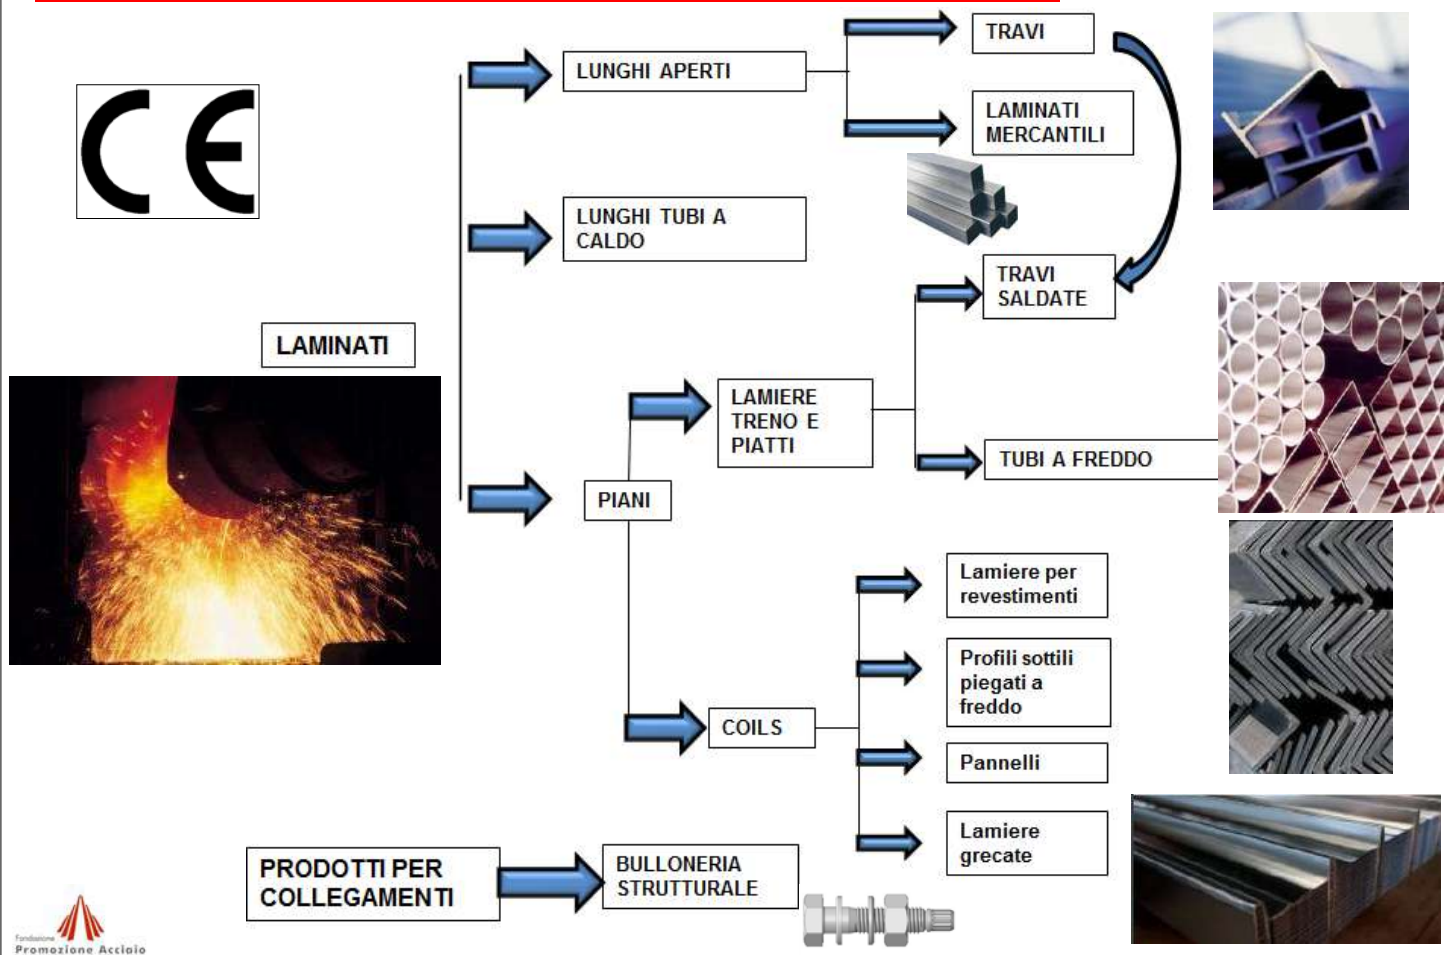 CE
LUNGHI APERTI
TRAVI
LAMINATI
MERCANTILI
LUNGHI TUBI A
CALDO
TRAVI
SALDATE
LAMINATI
LAMIERE
TRENO E
PIATTI
TUBI A FREDDO
PIANI
Lamiere per
revestimenti
Profili sottili
piegati a
freddo
COILS
Pannelli
Lamiere
grecate
PRODOTTI PER
COLLEGAMENTI
BULLONERIA
STRUTTURALE
Fondazione
Promozione Acciaio